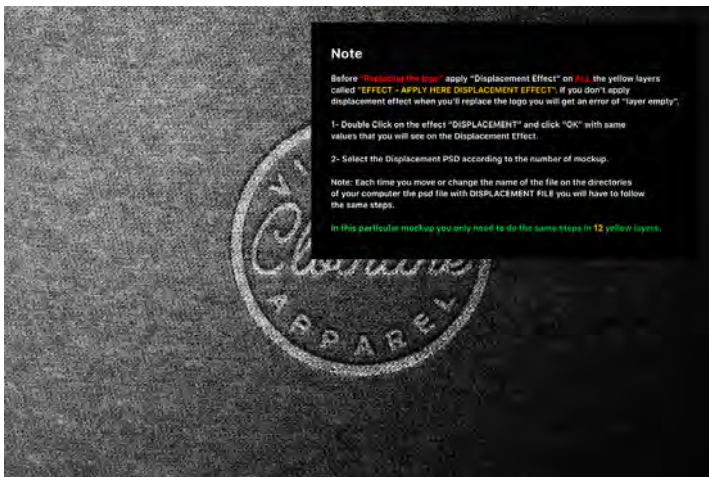 Note
Before "Replacing the logo" apply "Displacement Effect" on ALL the yellow layers
called "EFFECT - APPLY HERE DISPLACEMENT EFFECT". If you don't apply
displacement effect when you'll replace the logo you will get an error of "layer empty".
1- Double Click on the effect "DISPLACEMENT" and click "OK" with same
values that you will see on the Displacement Effect.
2- Select the Displacement PSD according to the number of mockup.
Note: Each time you move or change the name of the file on the directories
of your computer the psd file with DISPLACEMENT FILE you will have to follow
the same steps.
In this particular mockup you only need to do the same steps in 12 yellow layers.
APPAREL